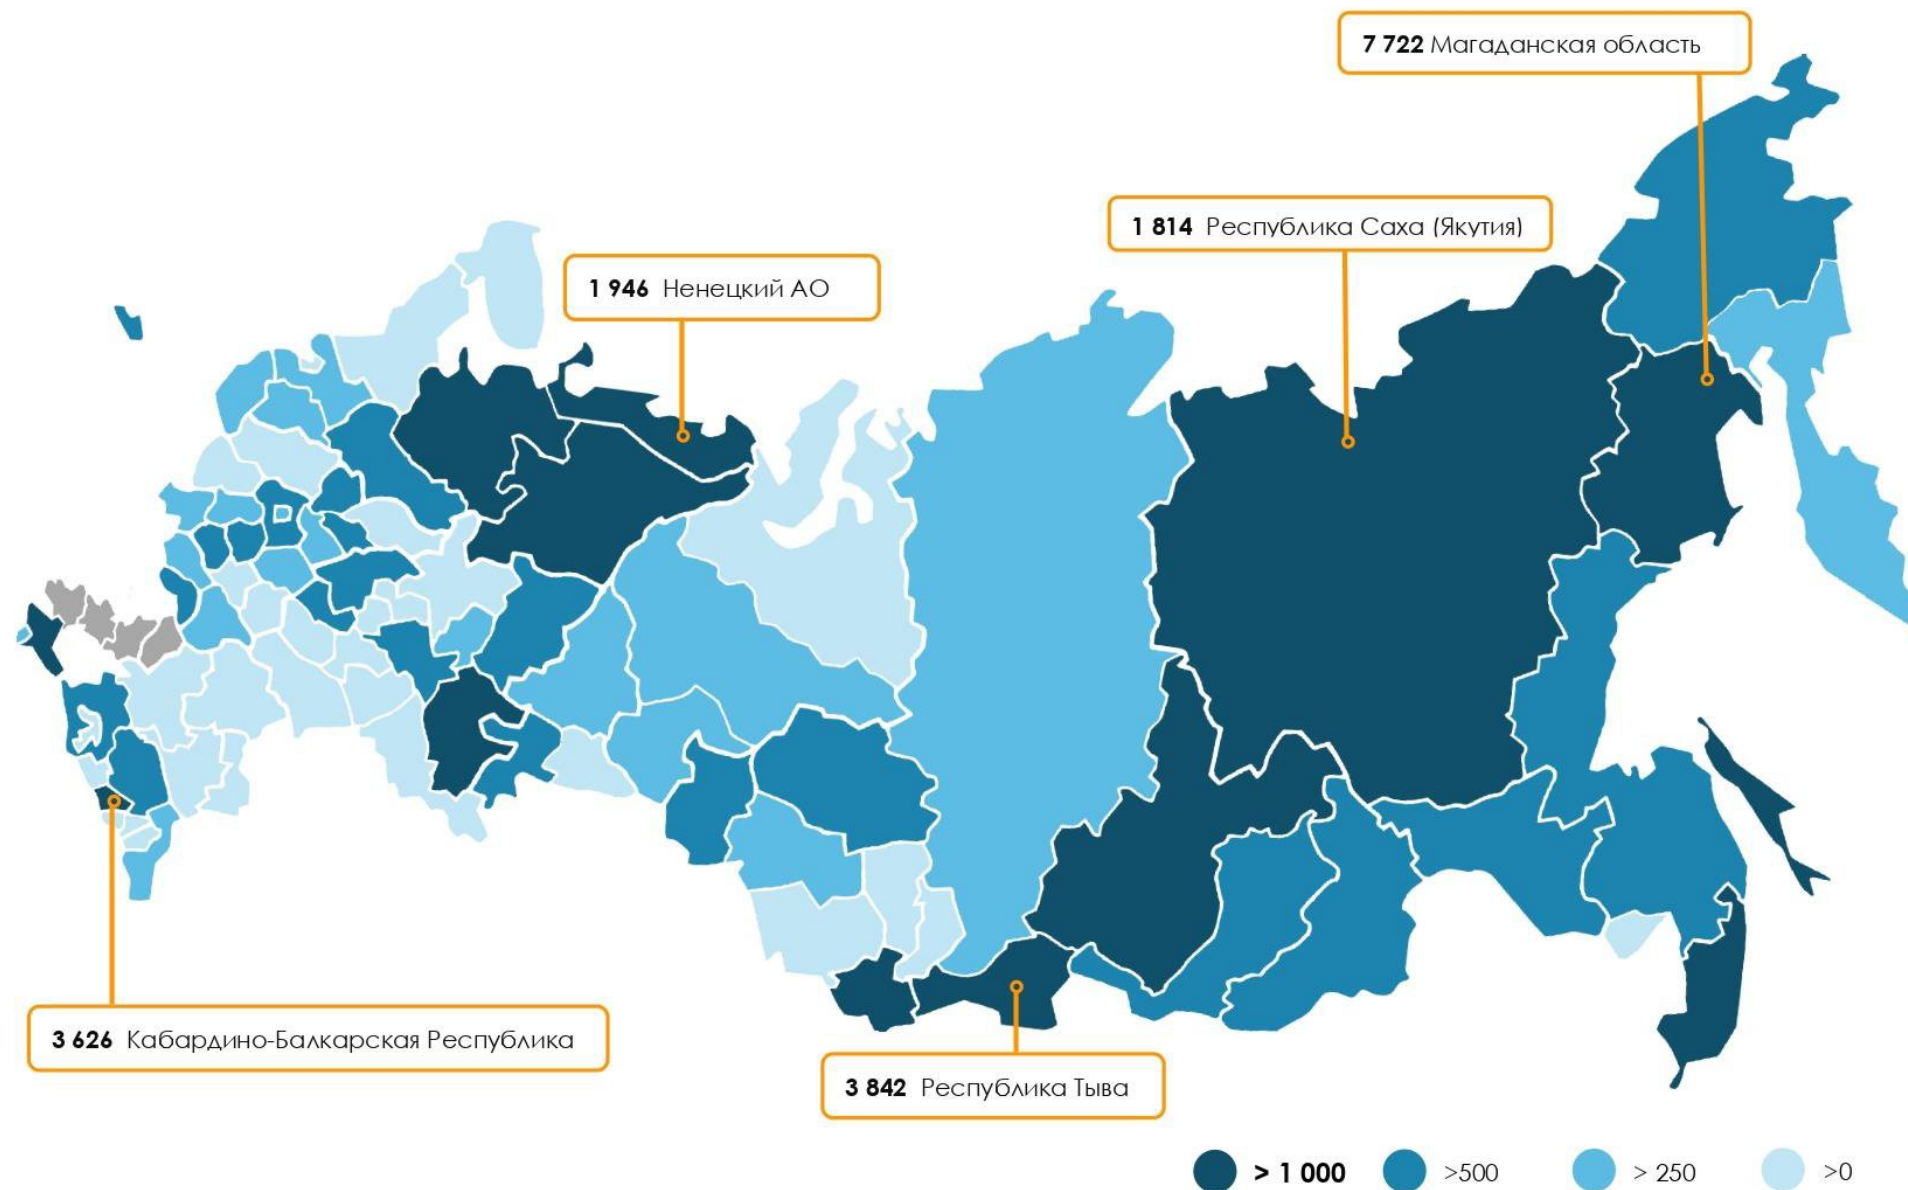 7 722 Магаданская область
1 814 Республика Саха (Якутия)
1 946 Ненецкий АО
3 626 Кабардино-Балкарская Республика
3 842 Республика Тыва
> 1 000 >500 > 250 >0